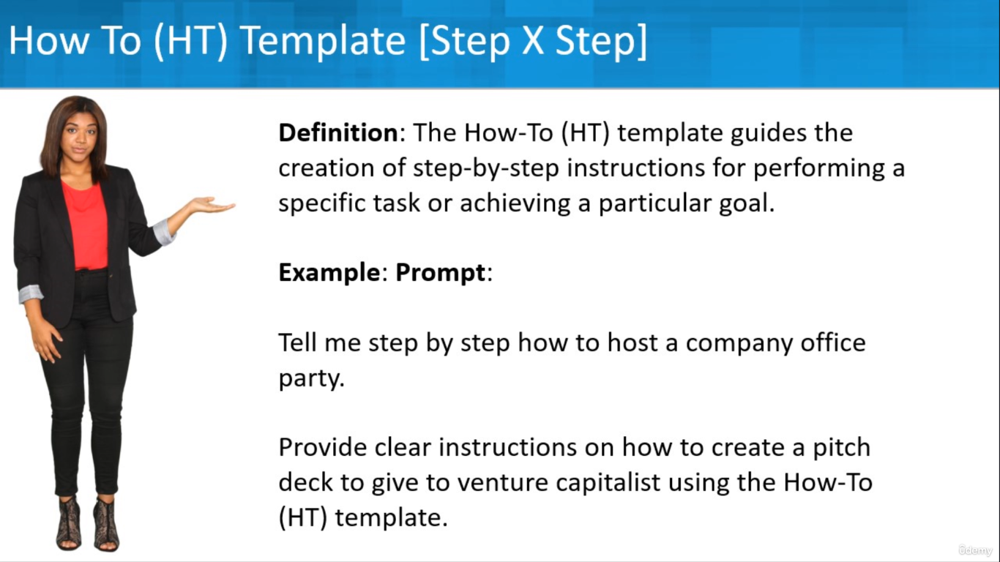 How To (HT) Template [Step X Step]
Definition: The How-To (HT) template guides the
creation of step-by-step instructions for performing a
specific task or achieving a particular goal.
Example: Prompt:
Tell me step by step how to host a company office
party.
Provide clear instructions on how to create a pitch
deck to give to venture capitalist using the How-To
(HT) template.
ûdemy